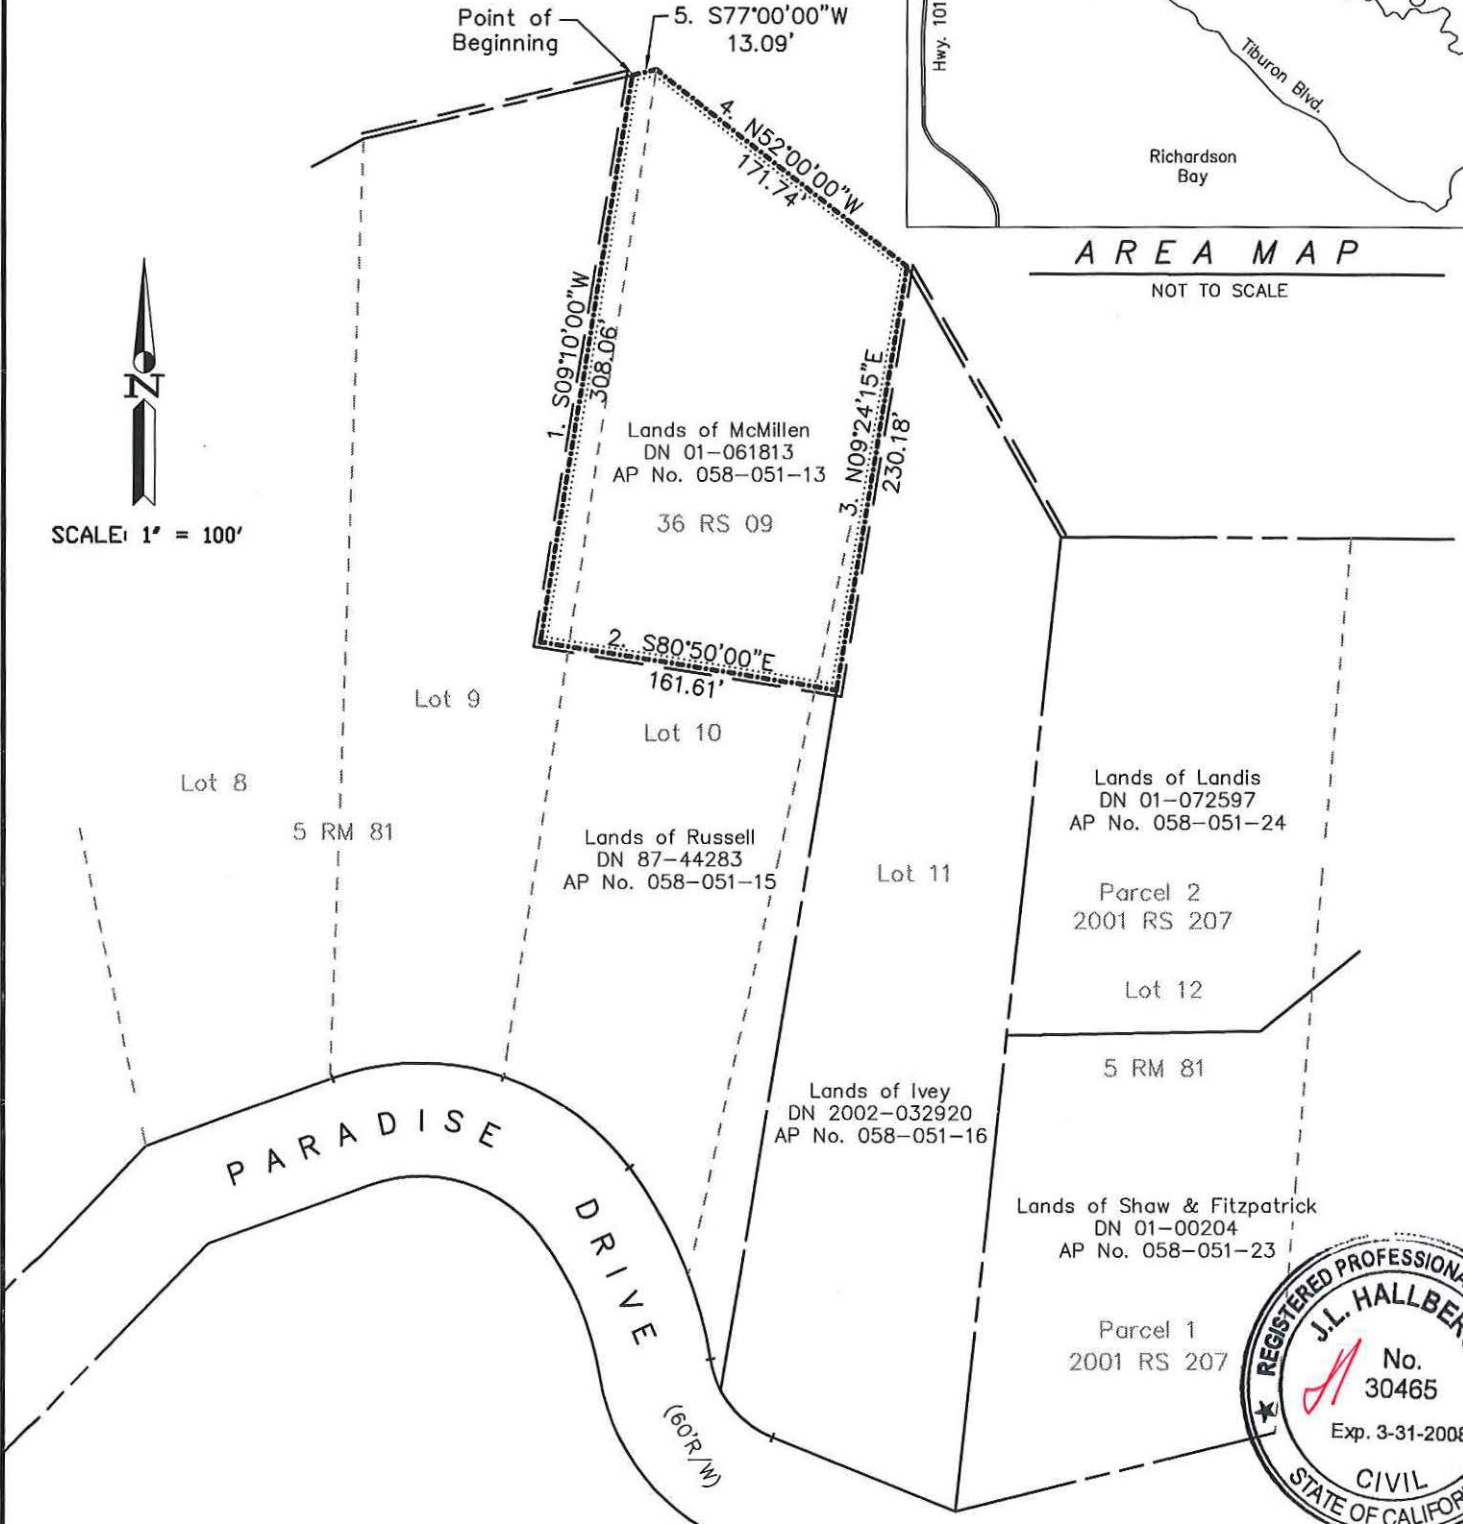 Point of
Beginning
5. S77°00'00"W
13.09'
Hwy. 101
Tiburon Blvd.
Richardson
Bay
AREA MAP
NOT TO SCALE
4. N52°00'00"W
171.74'
N
SCALE: 1" = 100'
1. S09°10'00"W
308.06'
Lands of McMillen
DN 01-061813
AP No. 058-051-13
36 RS 09
3. N09°24'15"E
230.18'
2. S80°50'00"E
161.61'
Lot 9
Lot 10
Lot 8
5 RM 81
Lands of Russell
DN 87-44283
AP No. 058-051-15
Lot 11
Lands of Landis
DN 01-072597
AP No. 058-051-24
Parcel 2
2001 RS 207
Lot 12
5 RM 81
Lands of Ivey
DN 2002-032920
AP No. 058-051-16
PARADISE DRIVE
(60'R/W)
Lands of Shaw & Fitzpatrick
DN 01-00204
AP No. 058-051-23
Parcel 1
2001 RS 207
REGISTERED PROFESSIONA
J.L. HALLBER
No.
30465
Exp. 3-31-2008
CIVIL
STATE OF CALIFOR